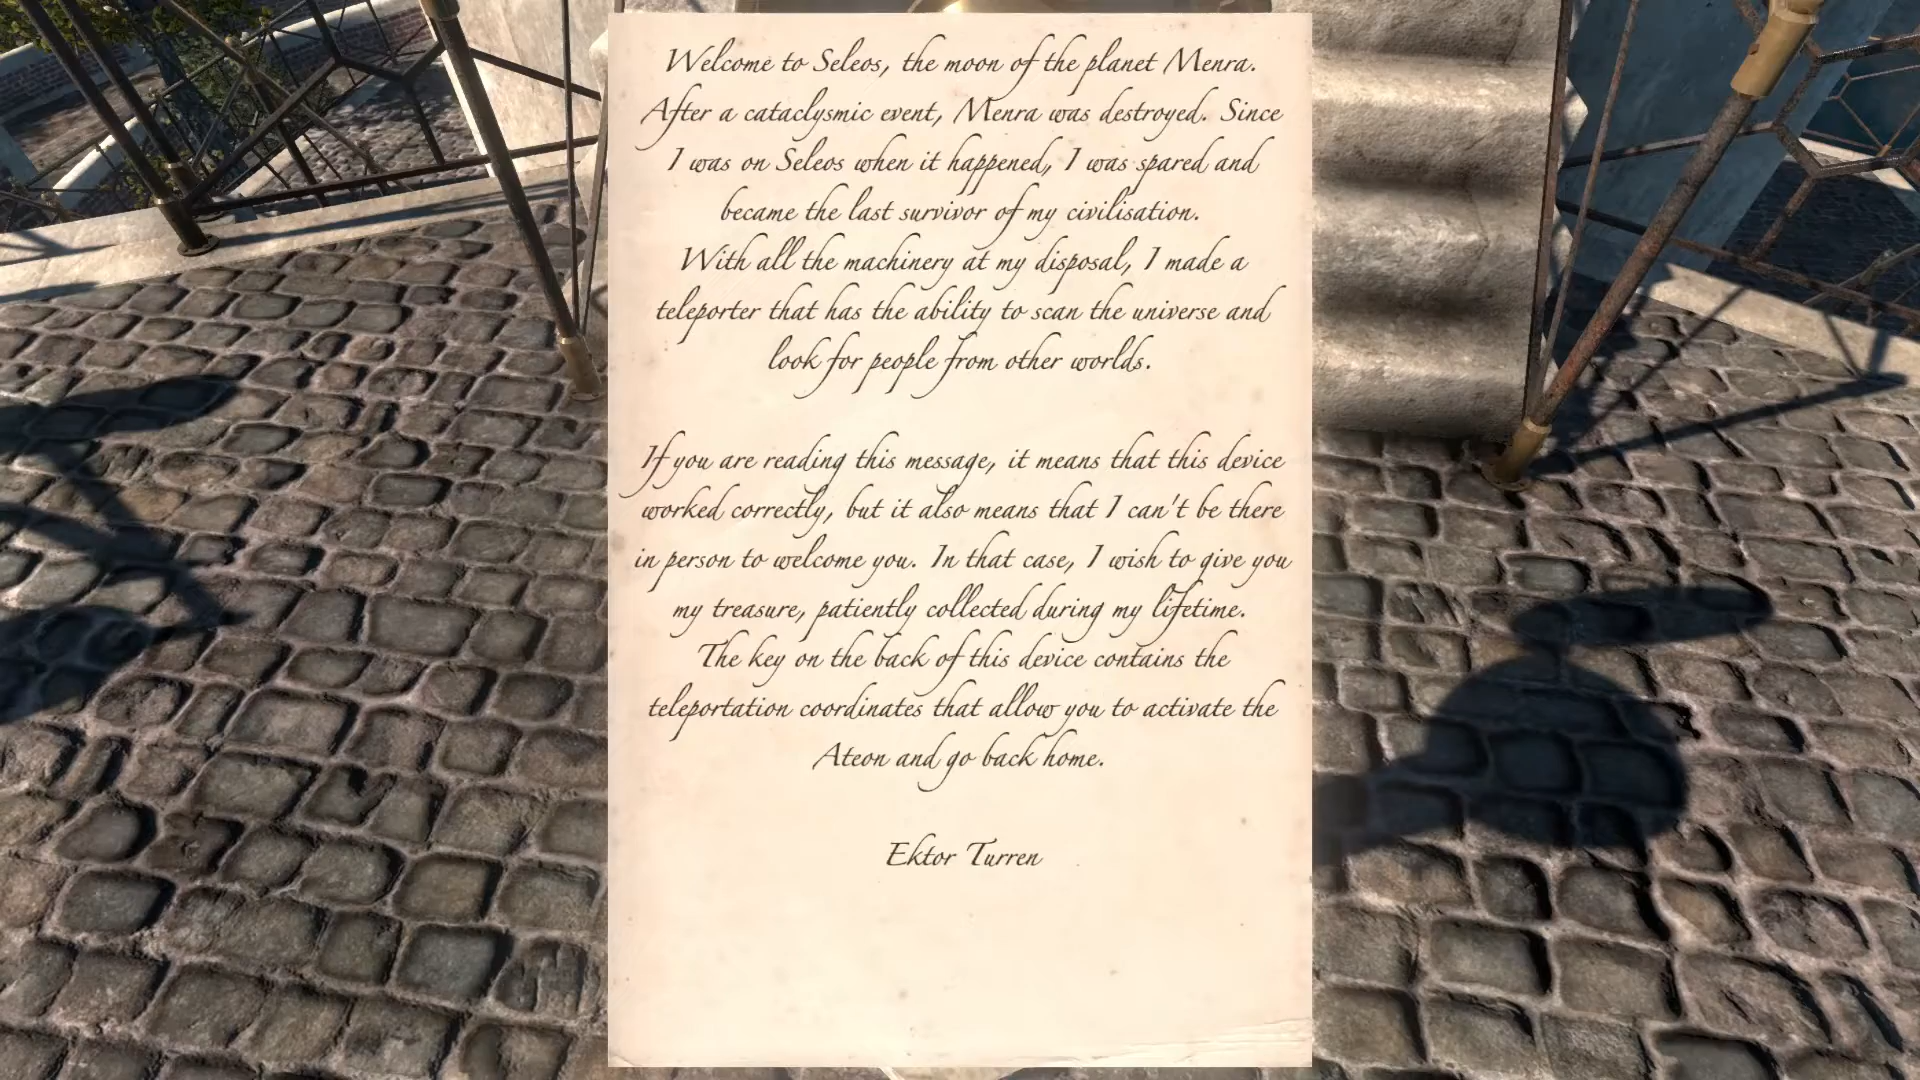 Welcome to Seleos, the moon of the planet Menra.
After a cataclysmic event, Menra was destroyed. Since
I was on Seleos when it happened, I was spared and
became the last survivor of my civilisation.
With all the machinery at my disposal, I made a
teleporter that has the ability to scan the universe and
look for people from other worlds.
If you are reading this message, it means that this device
worked correctly, but it also means that I can't be there
in person to welcome you. In that case, I wish to give you
my treasure, patiently collected during my lifetime.
The key on the back of this device contains the
teleportation coordinates that allow you to activate the
Ateon and go back home.
Ektor Turren